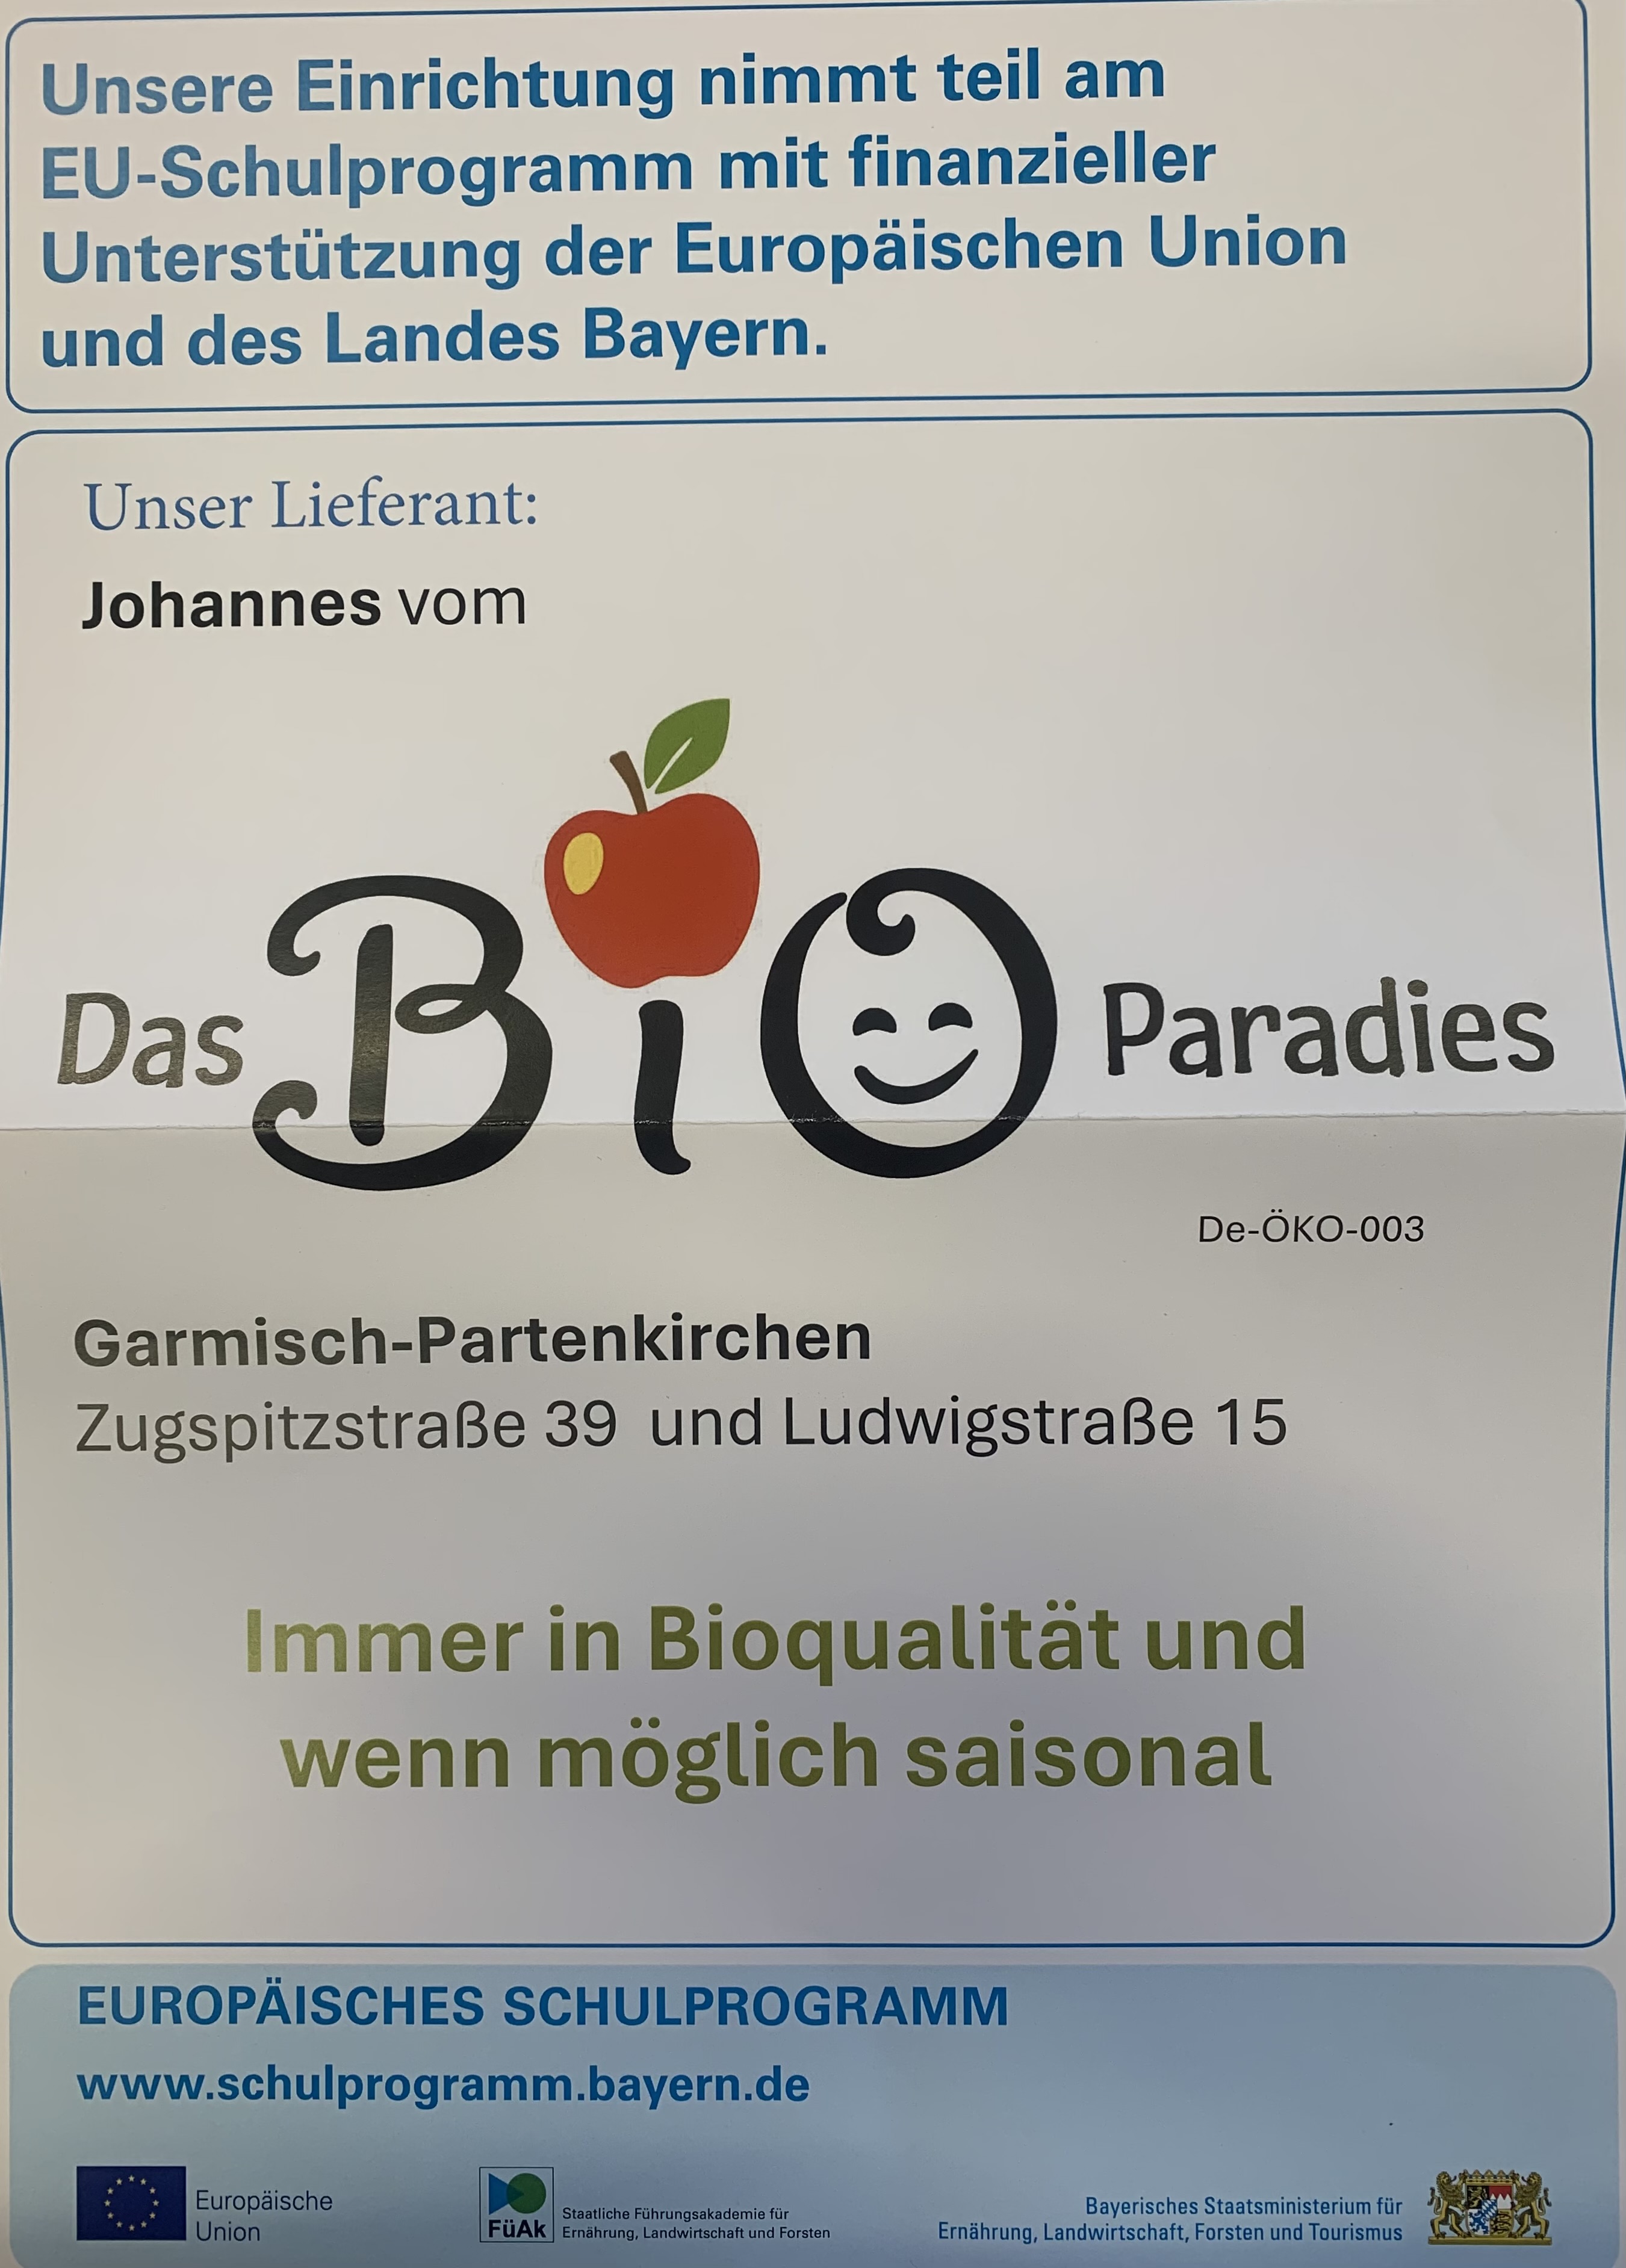 Unsere Einrichtung nimmt teil am
EU-Schulprogramm mit finanzieller
Unterstützung der Europäischen Union
und des Landes Bayern.
Unser Lieferant:
Johannes vom
Das BiO Paradies
De-ÖKO-003
Garmisch-Partenkirchen
Zugspitzstraße 39 und Ludwigstraße 15
Immer in Bioqualität und
wenn möglich saisonal
EUROPÄISCHES SCHULPROGRAMM
www.schulprogramm.bayern.de
Europäische
Union
FüAk
Staatliche Führungsakademie für
Ernährung, Landwirtschaft und Forsten
Bayerisches Staatsministerium für
Ernährung, Landwirtschaft, Forsten und Tourismus